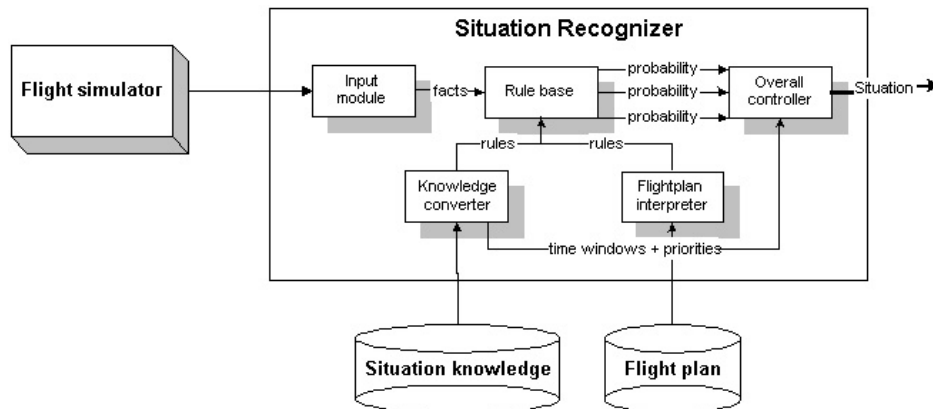 Situation Recognizer
Flight simulator
Input
module
facts
Rule base
probability
probability
probability
Overall
controller
Situation
rules
rules
Knowledge
converter
Flightplan
interpreter
time windows + priorities
Situation knowledge
Flight plan